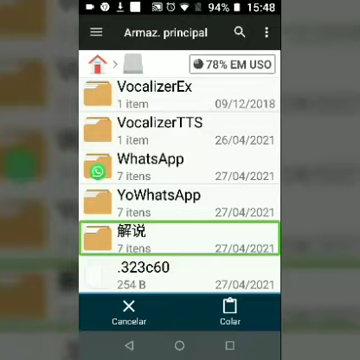 94% 15:48
Armaz. principal
78% EM USO
VocalizerEx
1 item 09/12/2018
VocalizerTTS
1 item 26/04/2021
WhatsApp
7 itens 27/04/2021
YoWhatsApp
7 itens 27/04/2021
解说
7 itens 27/04/2021
.323c60
254 B 27/04/2021
Cancelar Colar